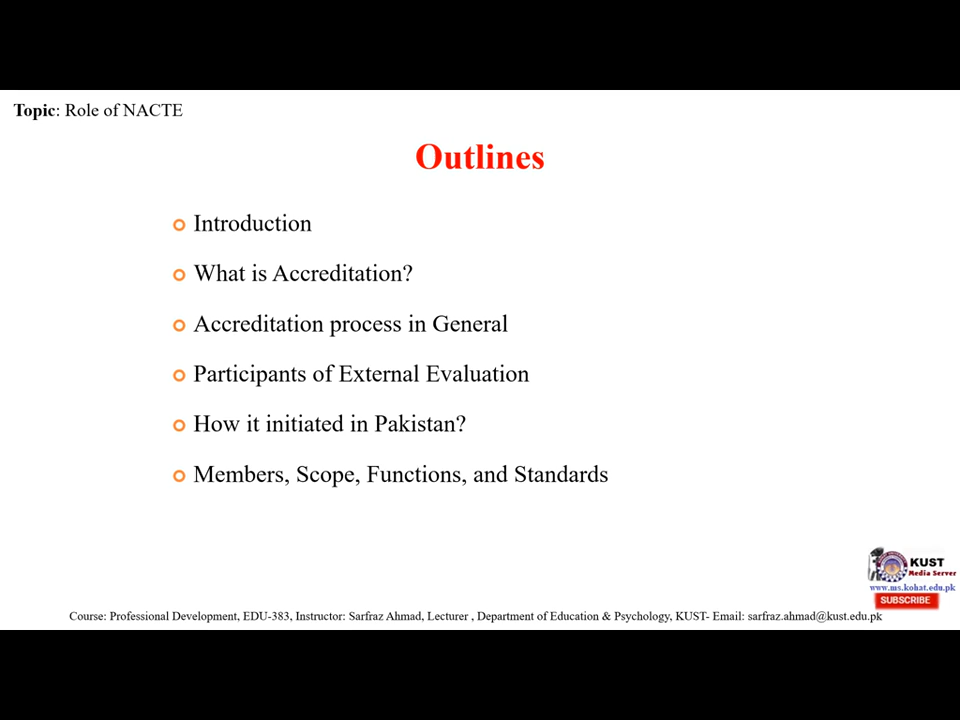 Topic: Role of NACTE
Outlines
Introduction
What is Accreditation?
Accreditation process in General
Participants of External Evaluation
How it initiated in Pakistan?
Members, Scope, Functions, and Standards
KUST
Media Server
www.ms.kohat.edu.pk
SUBSCRIBE
Course: Professional Development, EDU-383, Instructor: Sarfraz Ahmad, Lecturer , Department of Education & Psychology, KUST- Email: sarfraz.ahmad@kust.edu.pk